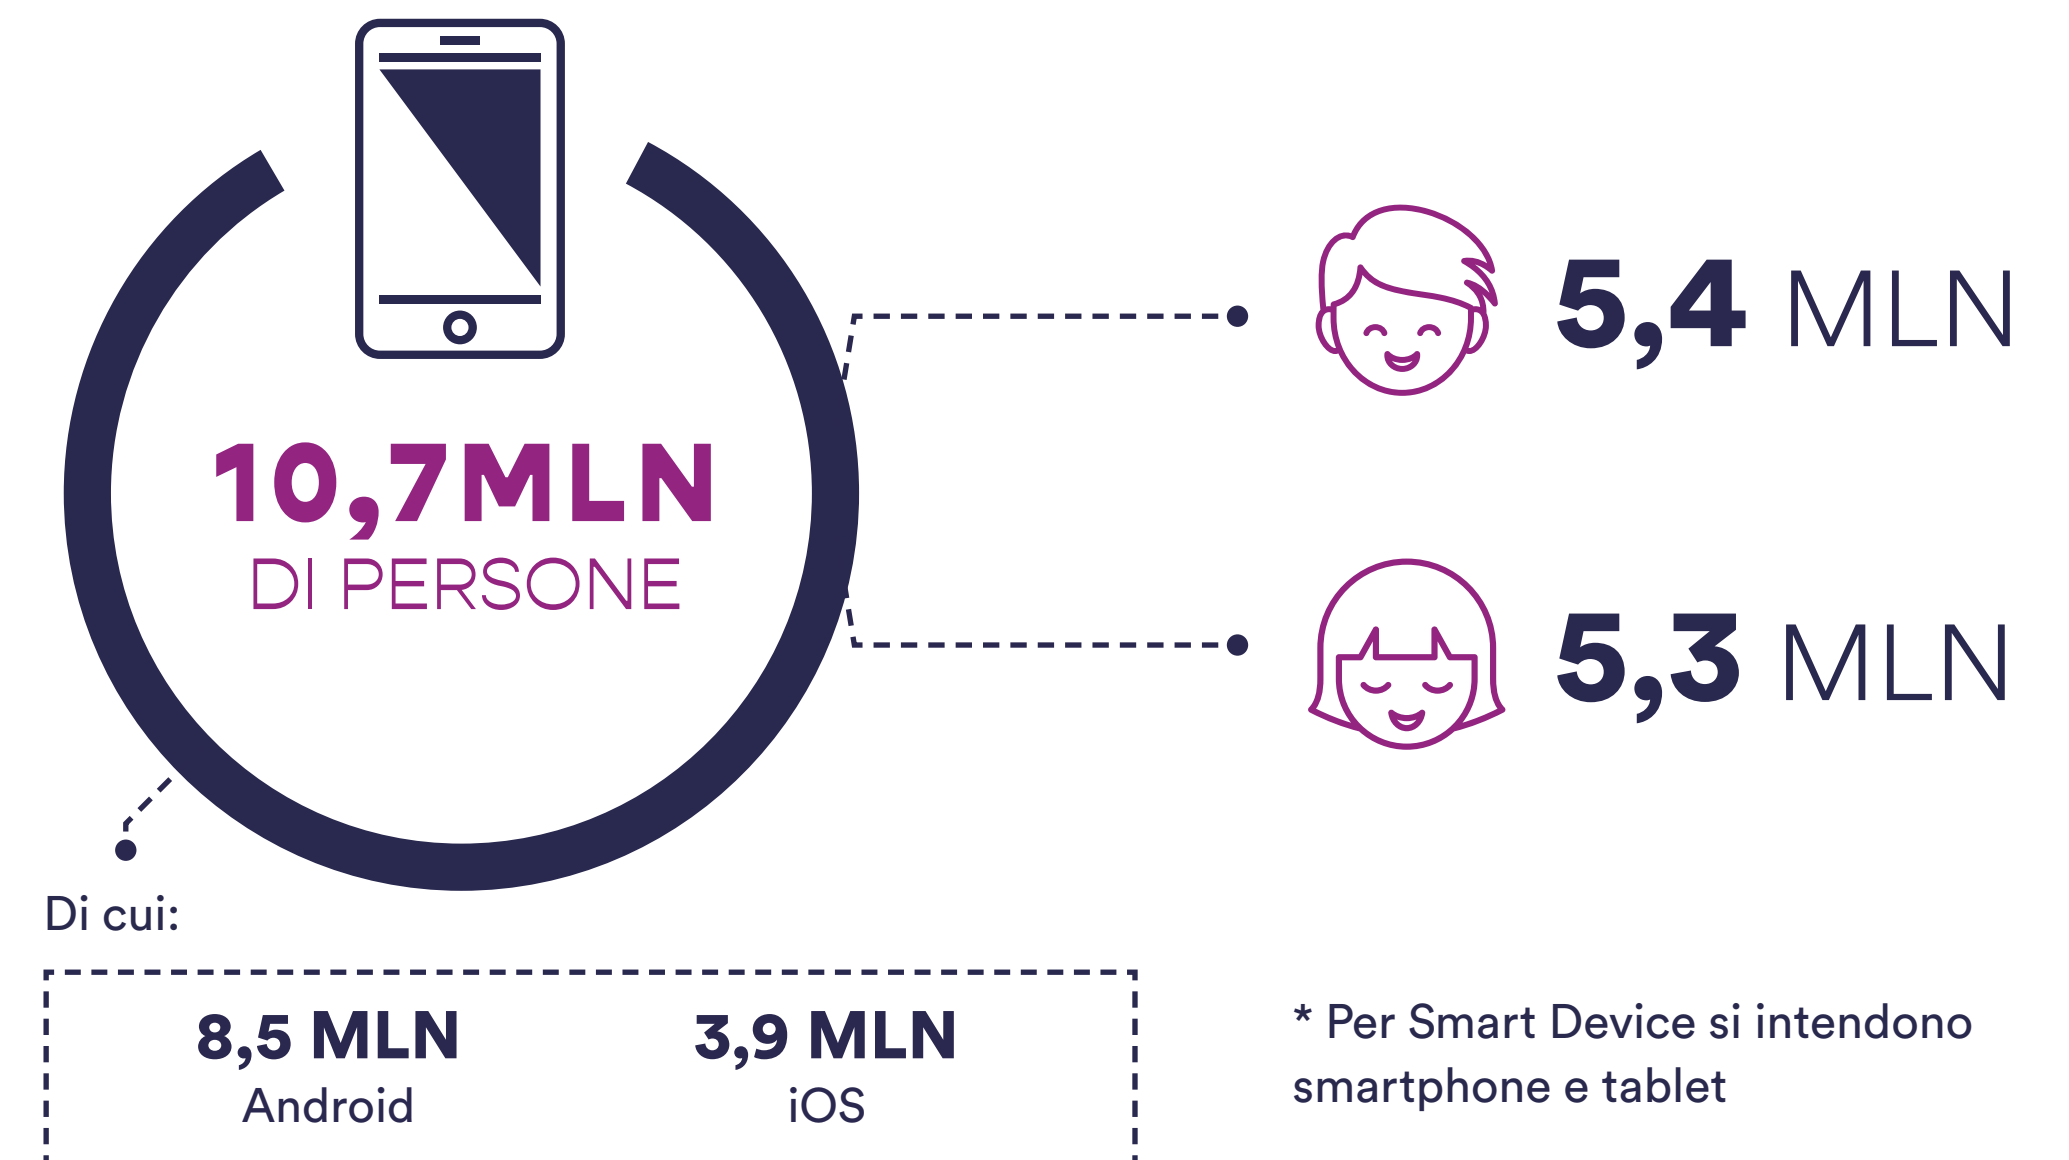 10,7MLN
DI PERSONE
5,4 MLN
5,3 MLN
Di cui:
8,5 MLN
Android
3,9 MLN
iOS
* Per Smart Device si intendono
smartphone e tablet